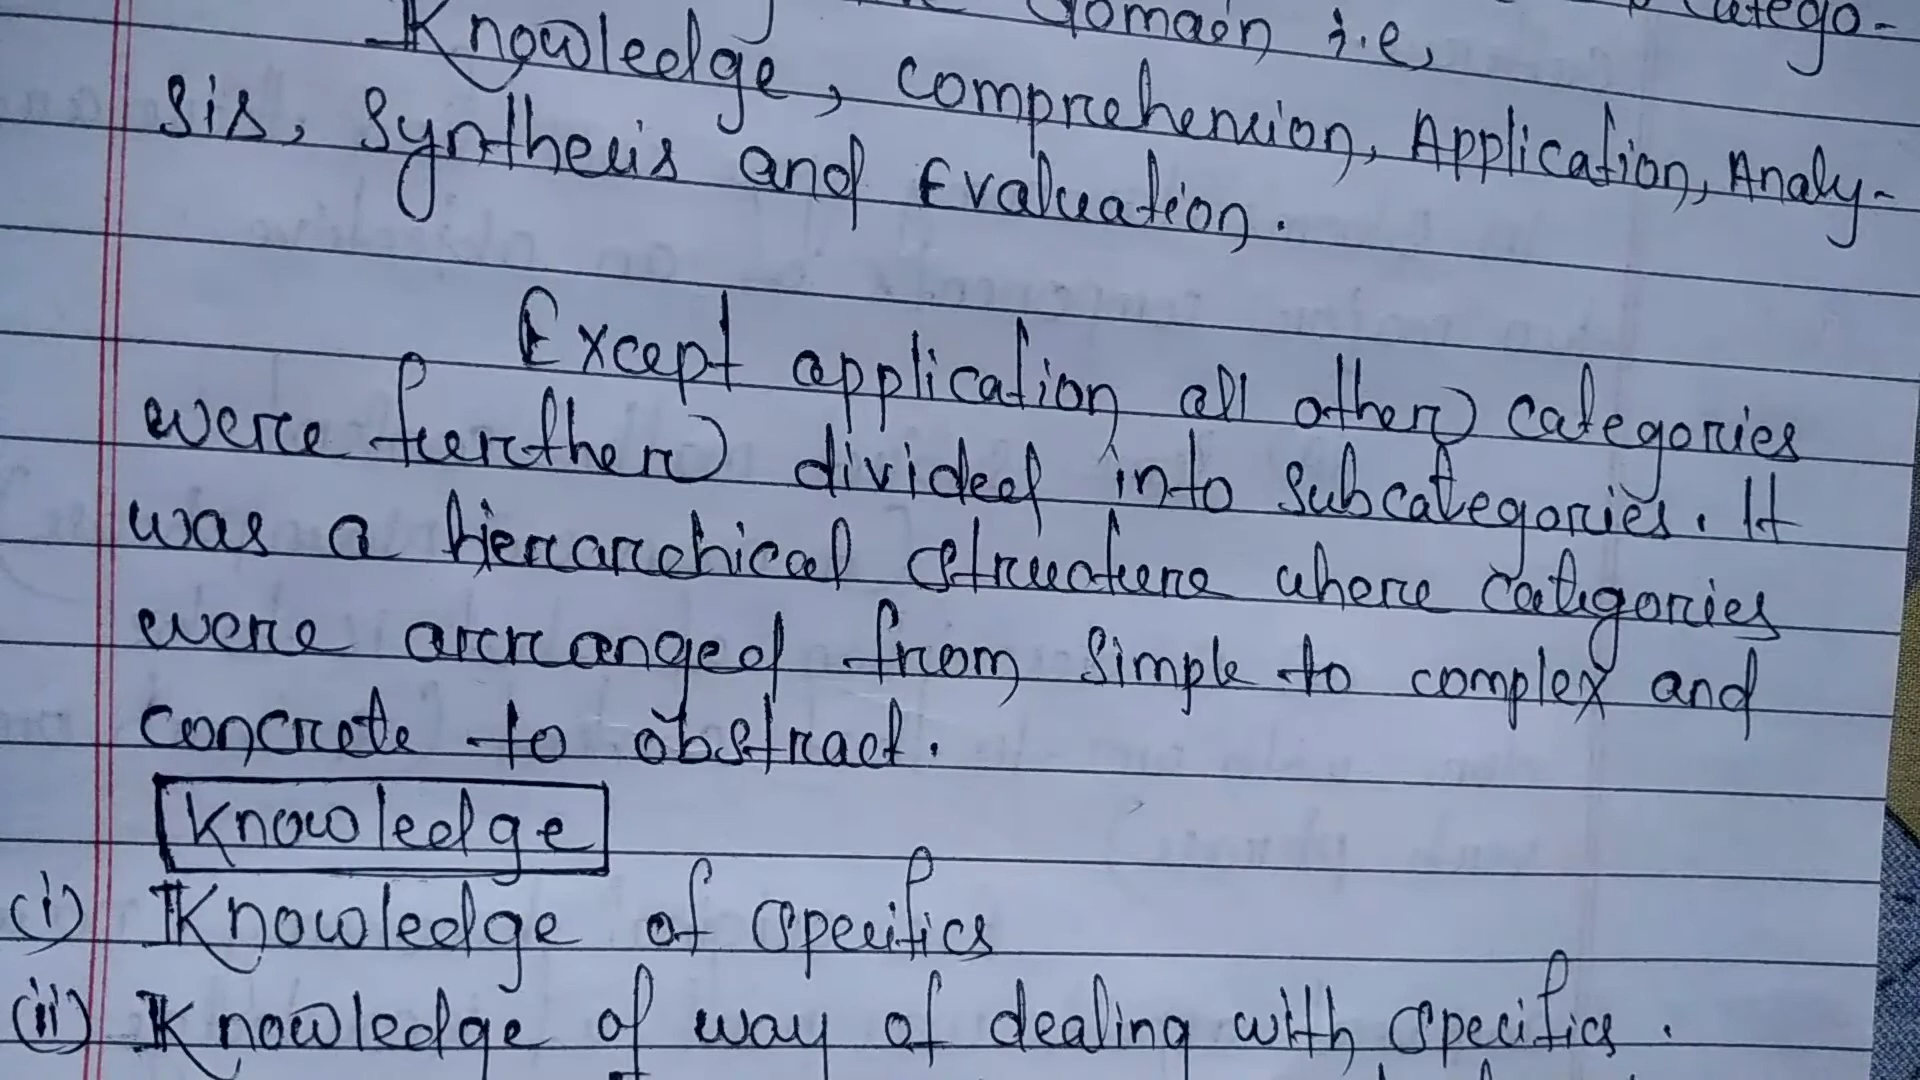 domain i.e, catego-
Knowledge, comprehension, Application, Analy-
sis, Synthesis and Evaluation.
Except application all other categories
were further divided into subcategories. It
was a hierarchical structure where categories
were arranged from simple to complex and
concrete to abstract.
Knowledge
(i) Knowledge of specifics
(ii) Knowledge of way of dealing with specifics.